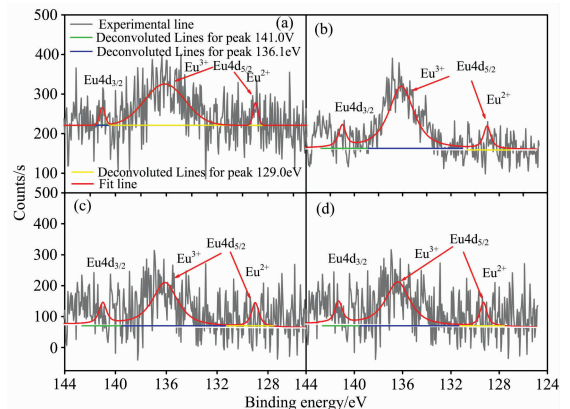 500
400
300
200
100
500
400
300
200
100
0
Counts/s
Experimental line
Deconvoluted Lines for peak 141.0V
Deconvoluted Lines for peak 136.1eV
Eu4d3/2
Eu3+
Eu4d5/2
Eu2+
(a)
Deconvoluted Lines for peak 129.0eV
Fit line
(b)
Eu4d3/2
Eu3+
Eu4d5/2
Eu2+
(c)
Eu4d3/2
Eu3+
Eu4d5/2
Eu2+
(d)
Eu4d3/2
Eu3+
Eu4d5/2
Eu2+
144 140 136 132 128 144 140 136 132 128 124
Binding energy/eV